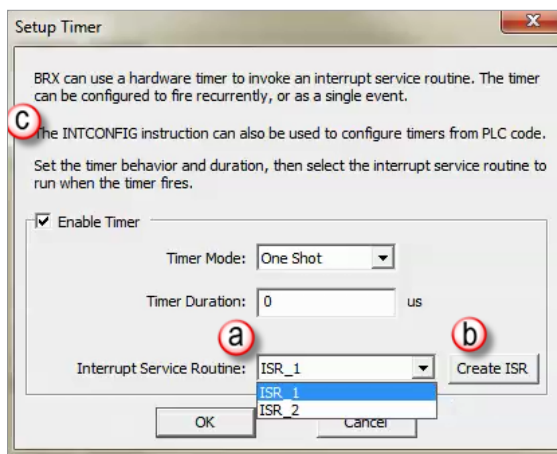 Setup Timer
x
BRX can use a hardware timer to invoke an interrupt service routine. The timer
can be configured to fire recurrently, or as a single event.
c
The INTCONFIG instruction can also be used to configure timers from PLC code.
Set the timer behavior and duration, then select the interrupt service routine to
run when the timer fires.
Enable Timer
Timer Mode: One Shot
Timer Duration: 0 us
a b
Interrupt Service Routine: ISR_1 Create ISR
ISR_1
ISR_2
OK Cancel